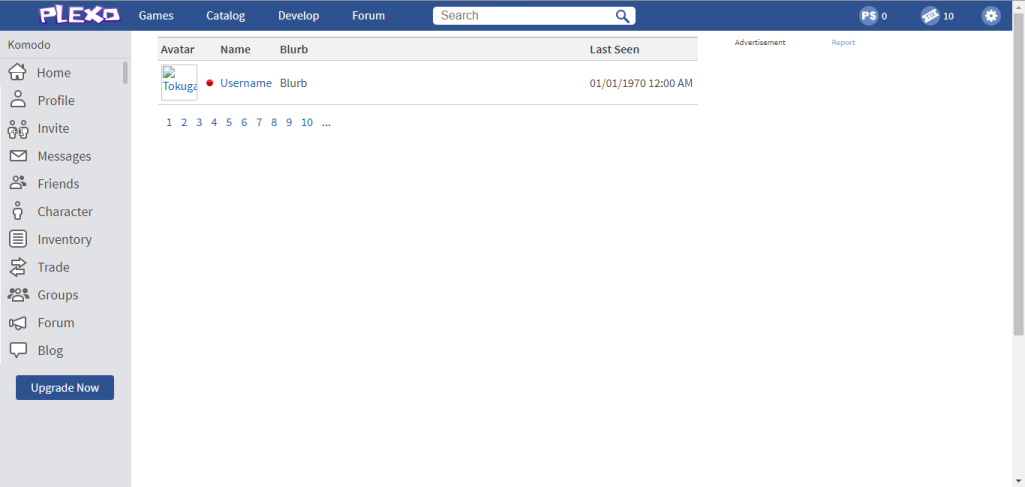 PLEXO Games Catalog Develop Forum Search P$ 0 TIX 10
Komodo
Home
Profile
Invite
Messages
Friends
Character
Inventory
Trade
Groups
Forum
Blog
Upgrade Now
Avatar Name Blurb Last Seen
Tokuga Username Blurb 01/01/1970 12:00 AM
1 2 3 4 5 6 7 8 9 10 ...
Advertisement Report